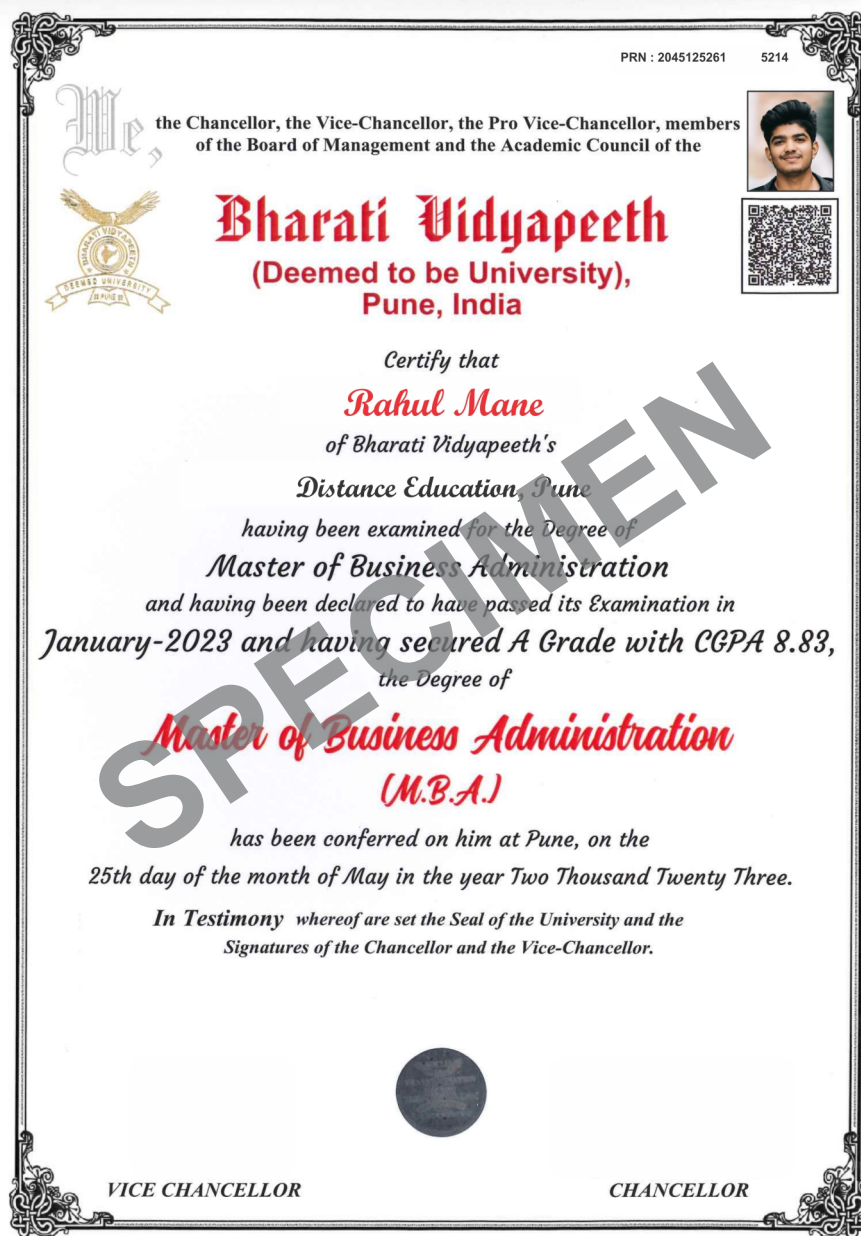 PRN : 2045125261 5214
We,
the Chancellor, the Vice-Chancellor, the Pro Vice-Chancellor, members
of the Board of Management and the Academic Council of the
Bharati Vidyapeeth
(Deemed to be University),
Pune, India
BHARATI VIDYAPEETH
DEEMED UNIVERSITY
PUNE
Certify that
Rahul Mane
of Bharati Vidyapeeth's
Distance Education, Pune
having been examined for the Degree of
Master of Business Administration
and having been declared to have passed its Examination in
January-2023 and having secured A Grade with CGPA 8.83,
the Degree of
Master of Business Administration
(M.B.A.)
has been conferred on him at Pune, on the
25th day of the month of May in the year Two Thousand Twenty Three.
In Testimony whereof are set the Seal of the University and the
Signatures of the Chancellor and the Vice-Chancellor.
SPECIMEN
VICE CHANCELLOR CHANCELLOR